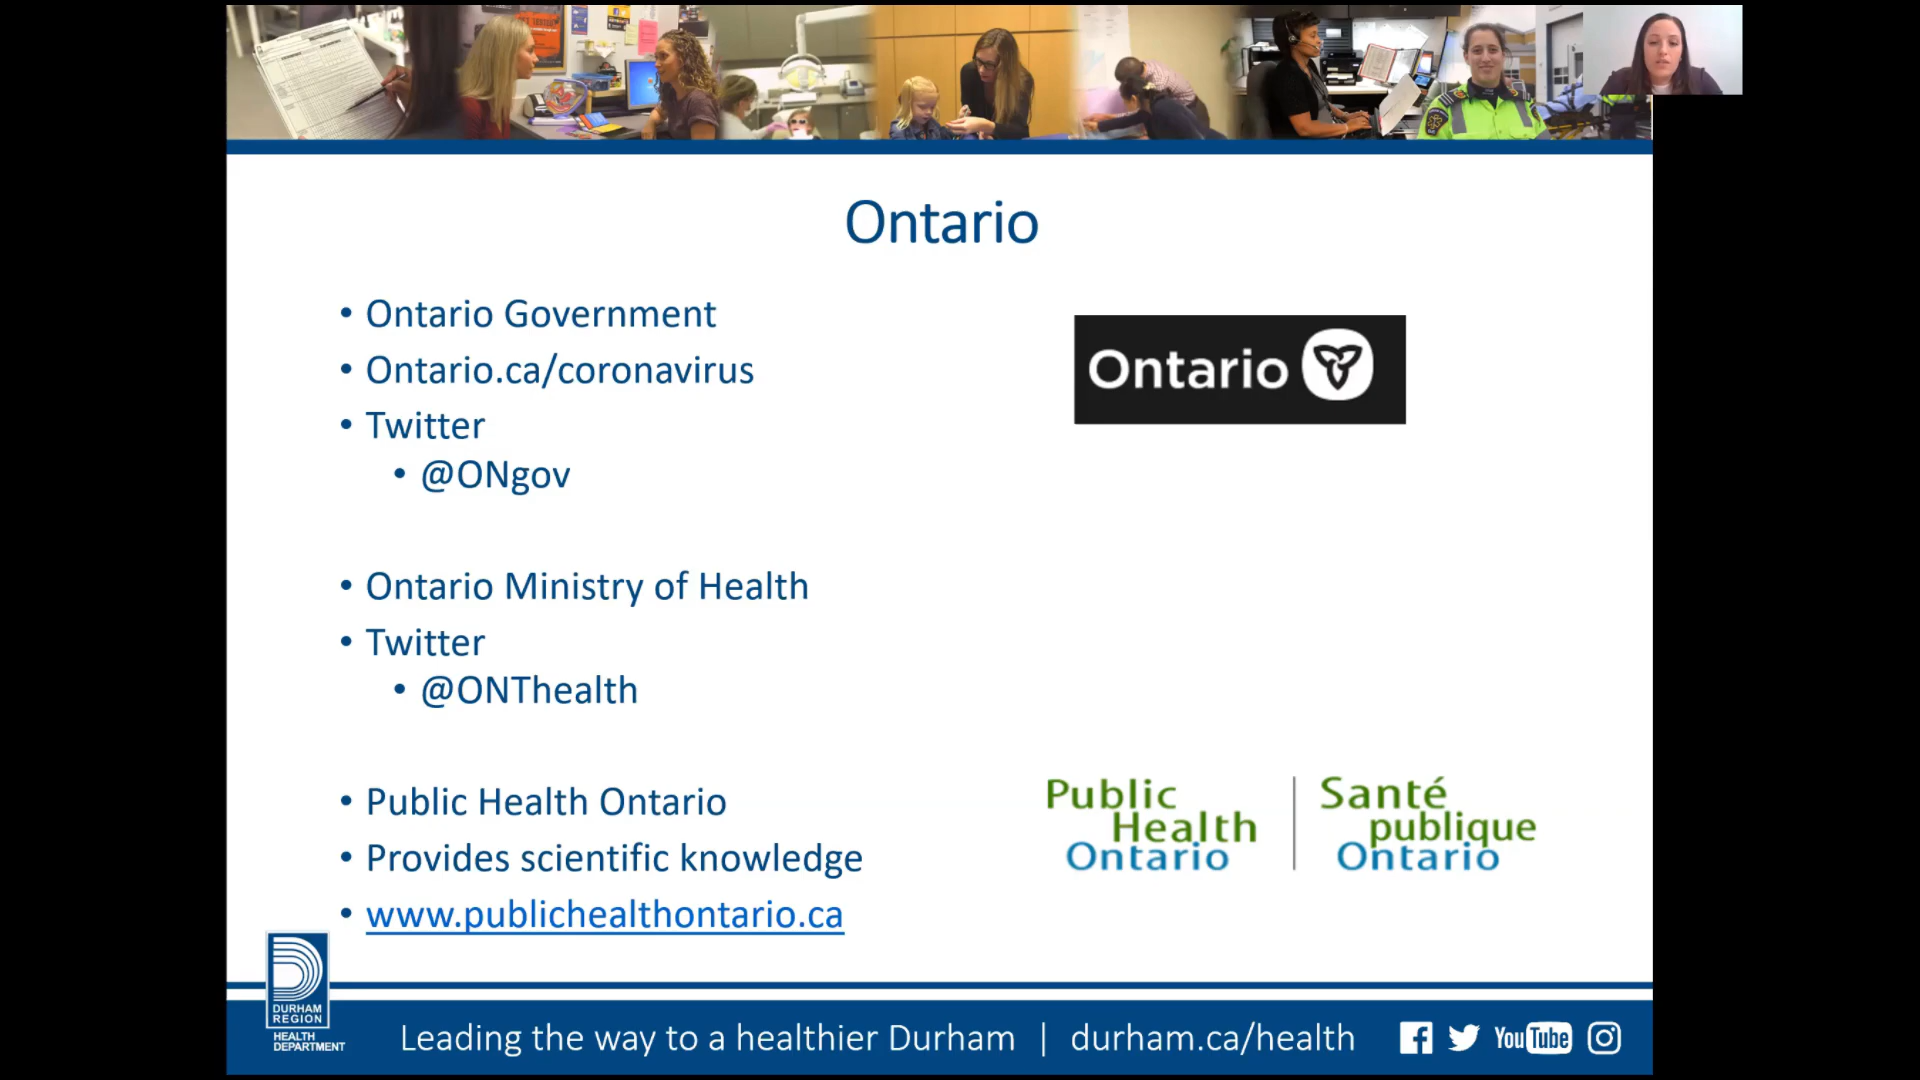 Ontario
• Ontario Government
• Ontario.ca/coronavirus
• Twitter
• @ONgov
• Ontario Ministry of Health
• Twitter
• @ONThealth
• Public Health Ontario
• Provides scientific knowledge
• www.publichealthontario.ca
Ontario
Public
Health
Ontario
Santé
publique
Ontario
DURHAM
REGION
HEALTH
DEPARTMENT
Leading the way to a healthier Durham | durham.ca/health
YouTube